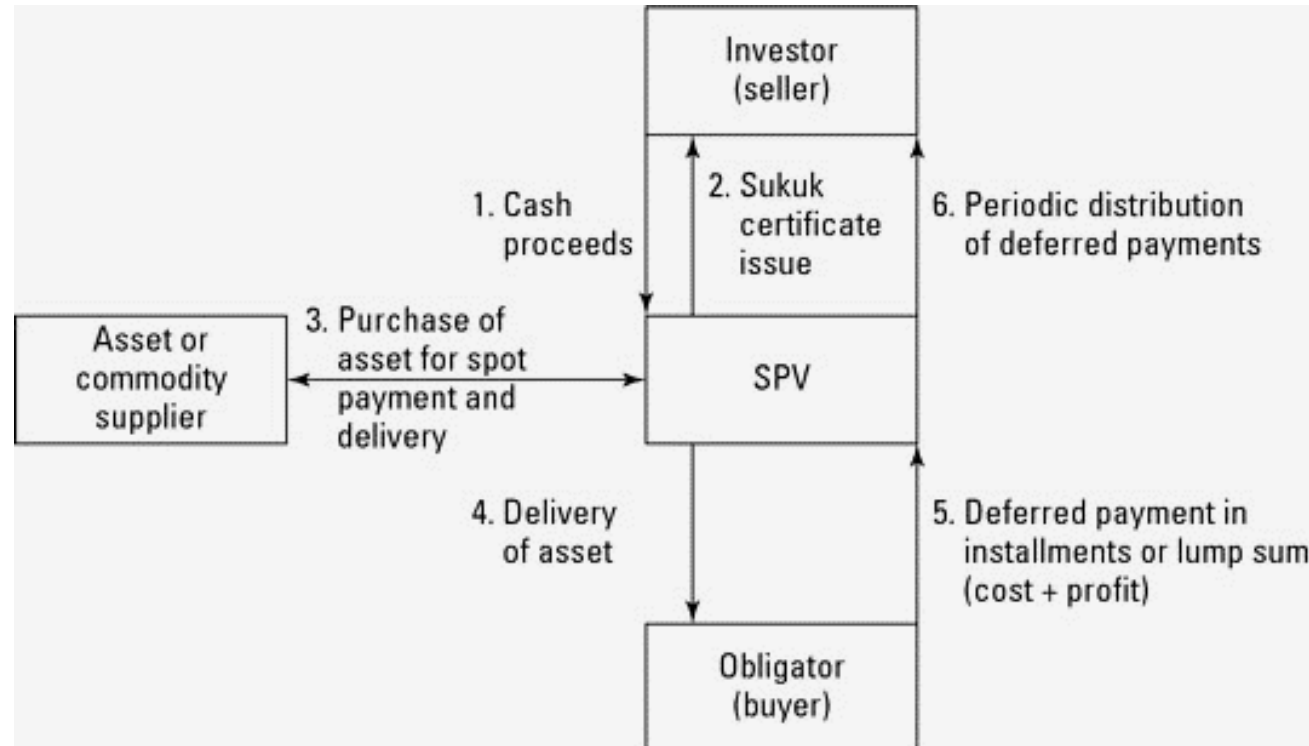 Investor
(seller)
1. Cash
proceeds
2. Sukuk
certificate
issue
6. Periodic distribution
of deferred payments
Asset or
commodity
supplier
3. Purchase of
asset for spot
payment and
delivery
SPV
4. Delivery
of asset
5. Deferred payment in
installments or lump sum
(cost + profit)
Obligator
(buyer)